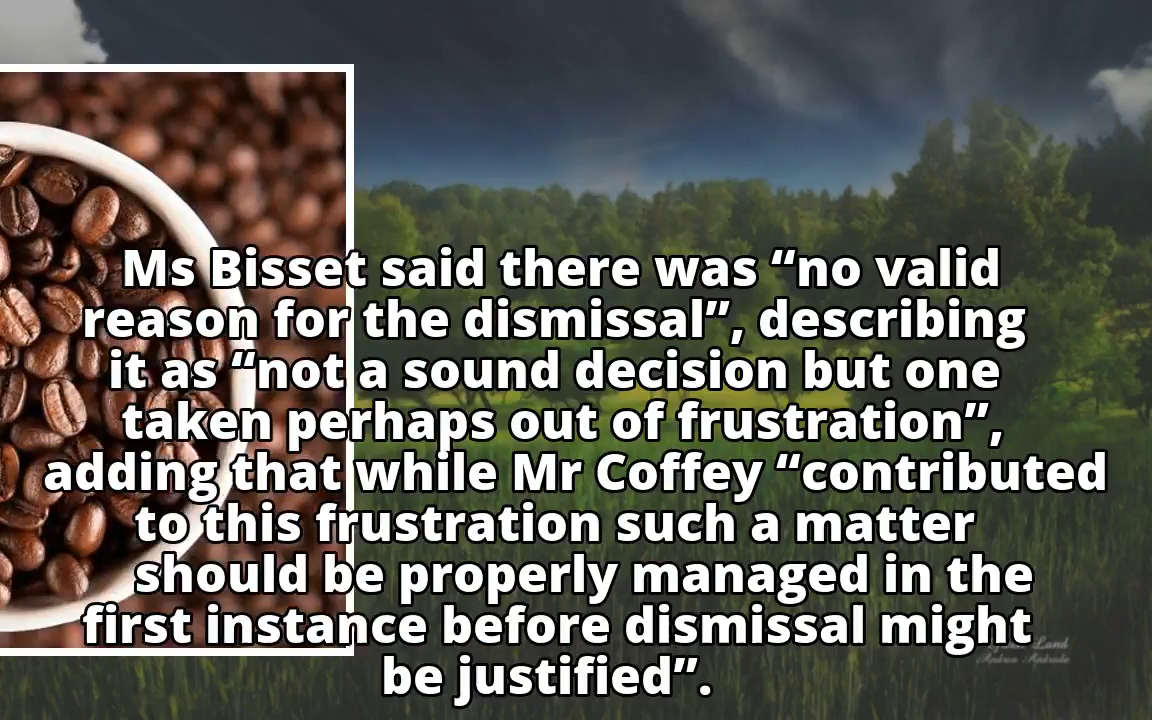 Ms Bisset said there was “no valid
reason for the dismissal”, describing
it as “not a sound decision but one
taken perhaps out of frustration”,
adding that while Mr Coffey “contributed
to this frustration such a matter
should be properly managed in the
first instance before dismissal might
be justified”.
Land